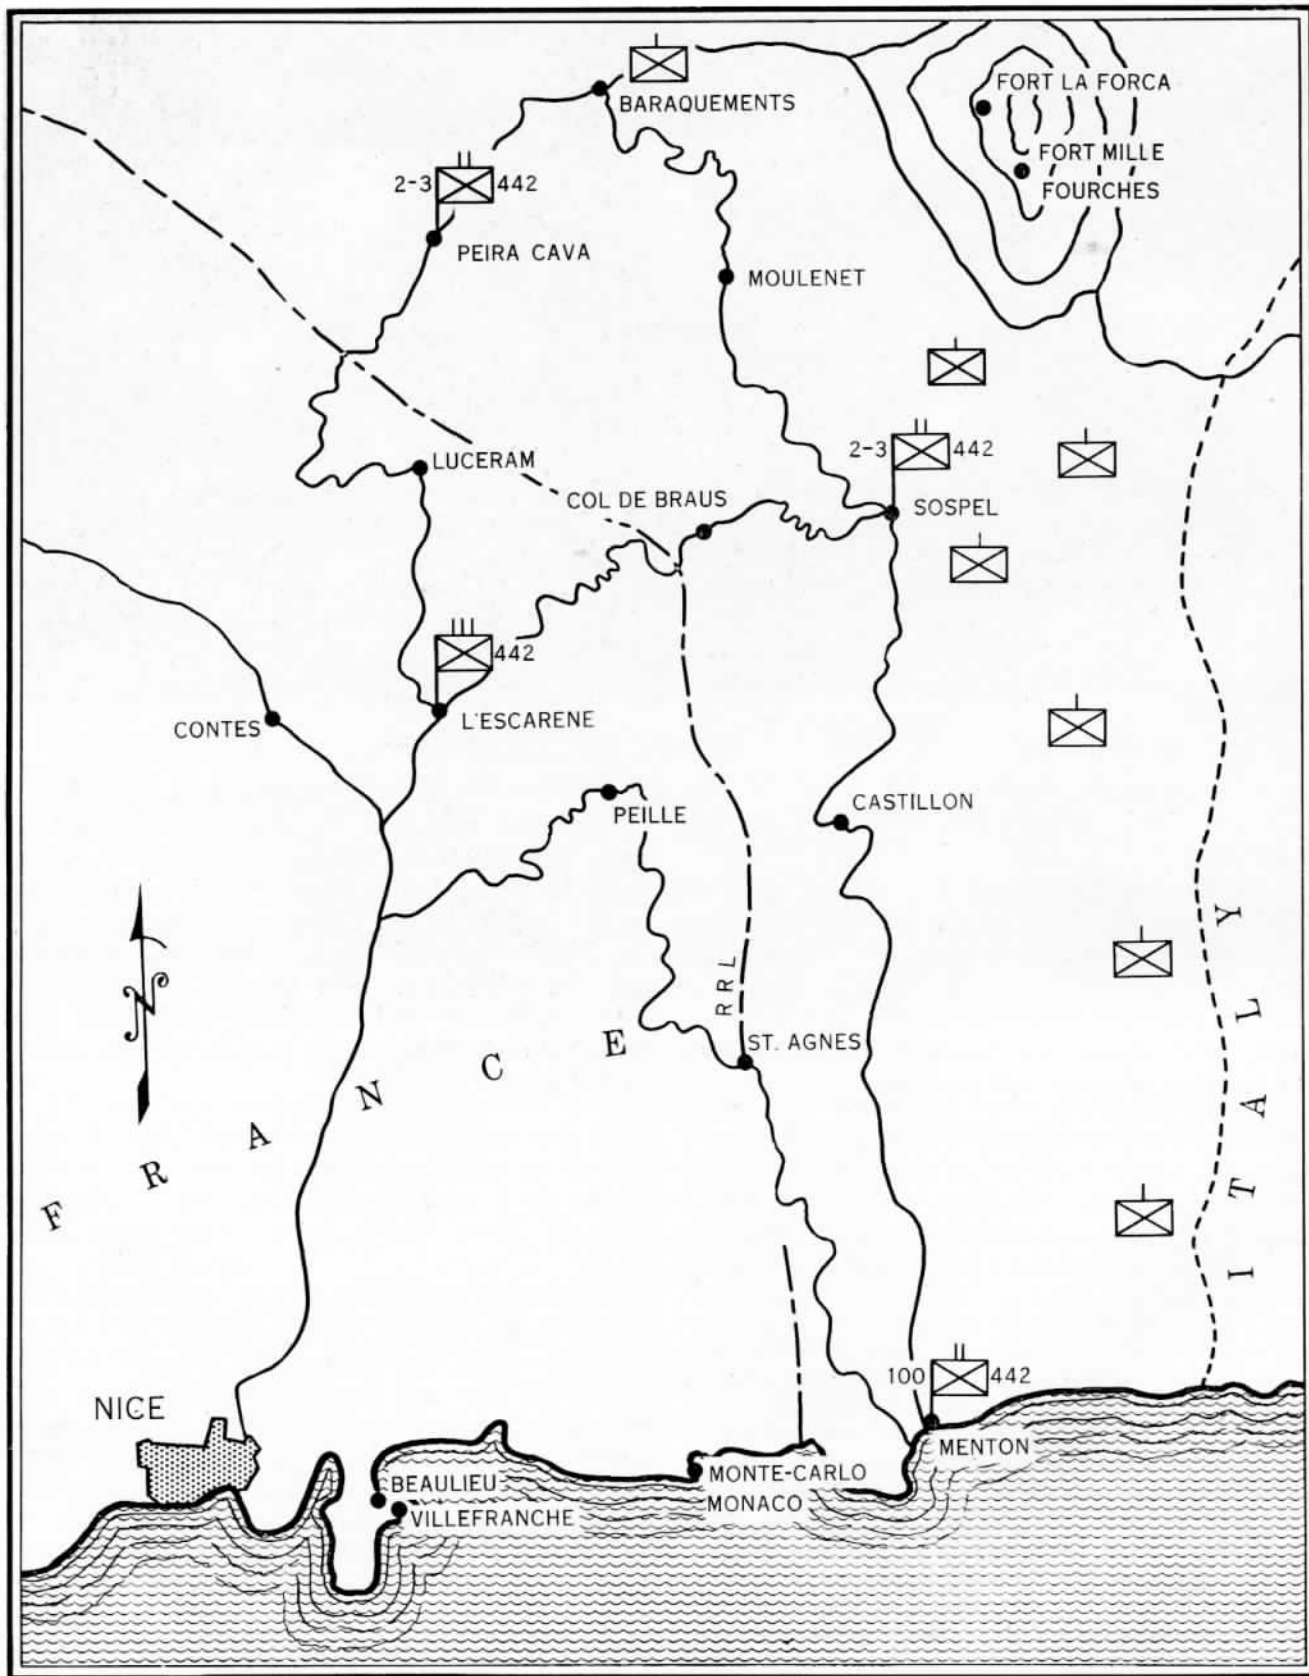 BARAQUEMENTS
FORT LA FORCA
FORT MILLE
FOURCHES
2-3 442
PEIRA CAVA
MOULENET
LUCERAM
2-3 442
COL DE BRAUS
SOSPEL
442
L'ESCARENE
CONTES
PEILLE
CASTILLON
RRL
ST. AGNES
N
FRANCE
ITALY
100 442
MENTON
NICE
BEAULIEU
VILLEFRANCHE
MONTE-CARLO
MONACO